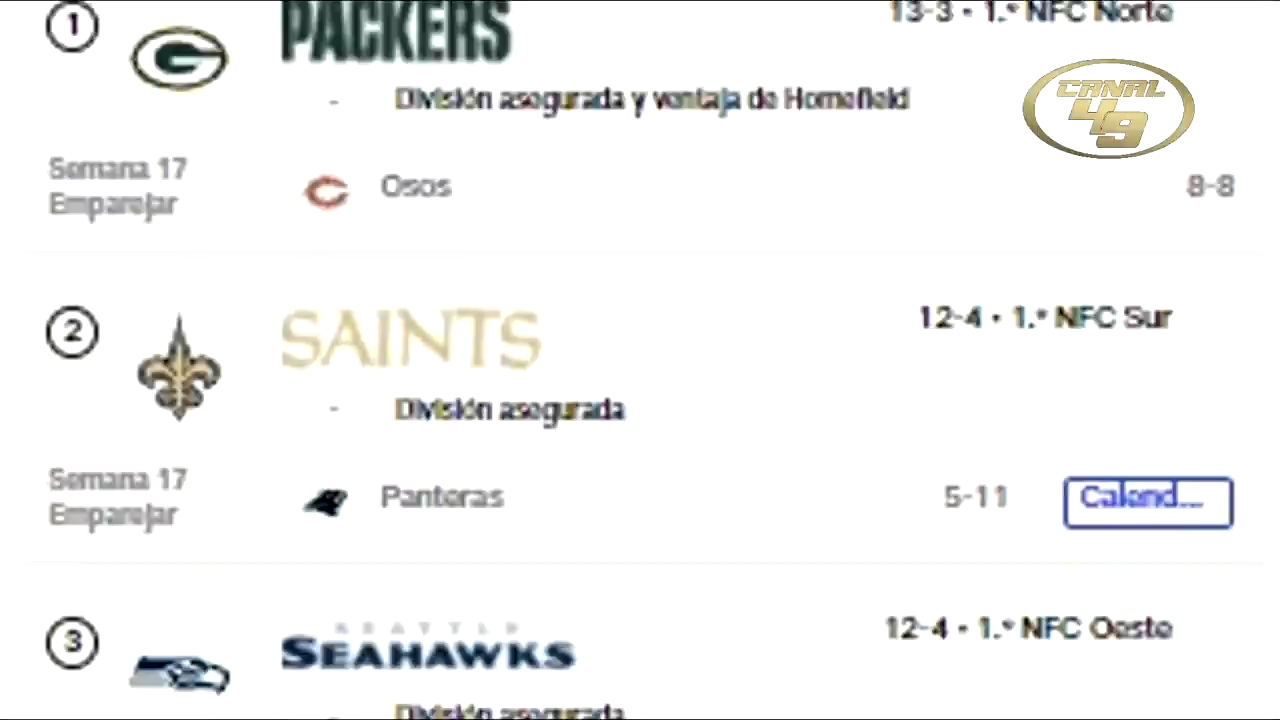 1
PACKERS
13-3 • 1.º NFC Norte
- División asegurada y ventaja de Homefield
CANAL
49
Semana 17
Emparejar
Osos
8-8
2
SAINTS
12-4 • 1.º NFC Sur
- División asegurada
Semana 17
Emparejar
Panteras
5-11
Calend...
3
SEATTLE
SEAHAWKS
12-4 • 1.º NFC Oeste
- División asegurada